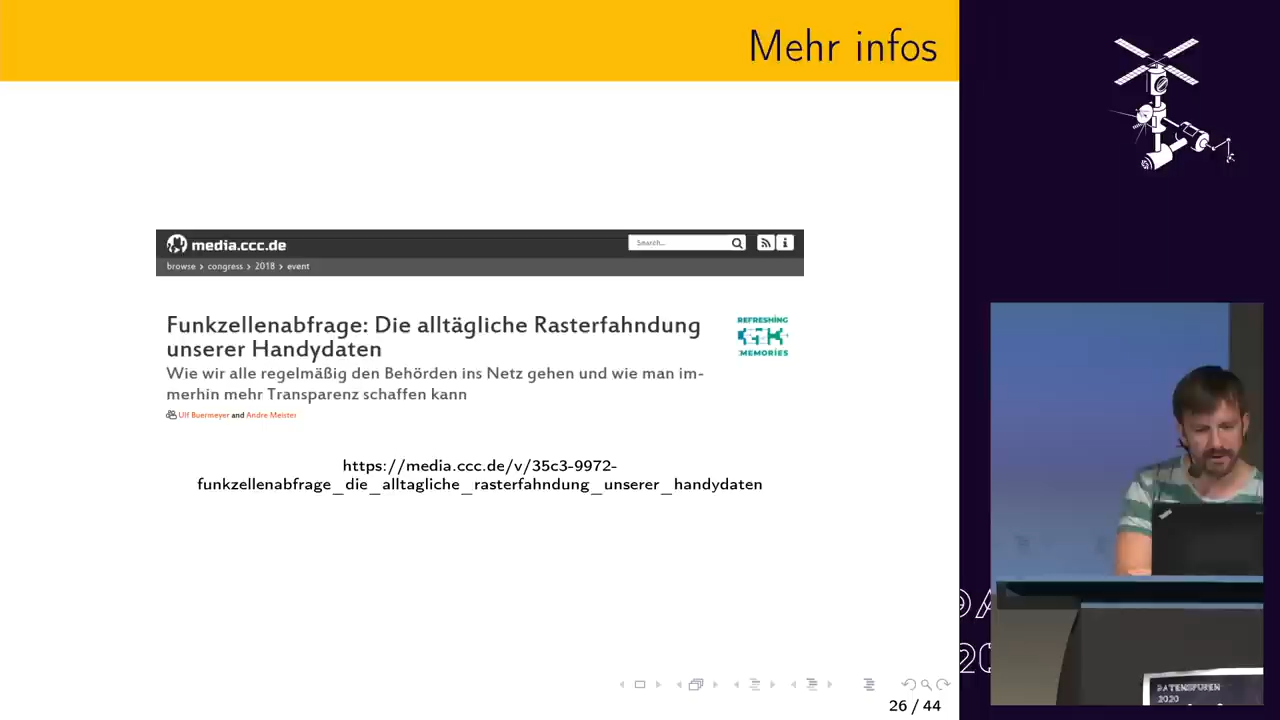 Mehr infos
media.ccc.de
Search...
browse › congress › 2018 › event
Funkzellenabfrage: Die alltägliche Rasterfahndung
unserer Handydaten
REFRESHING
MEMORIES
Wie wir alle regelmäßig den Behörden ins Netz gehen und wie man im-
merhin mehr Transparenz schaffen kann
Ulf Buermeyer and Andre Meister
https://media.ccc.de/v/35c3-9972-
funkzellenabfrage_die_alltagliche_rasterfahndung_unserer_handydaten
26 / 44
DATENSPUREN
2020